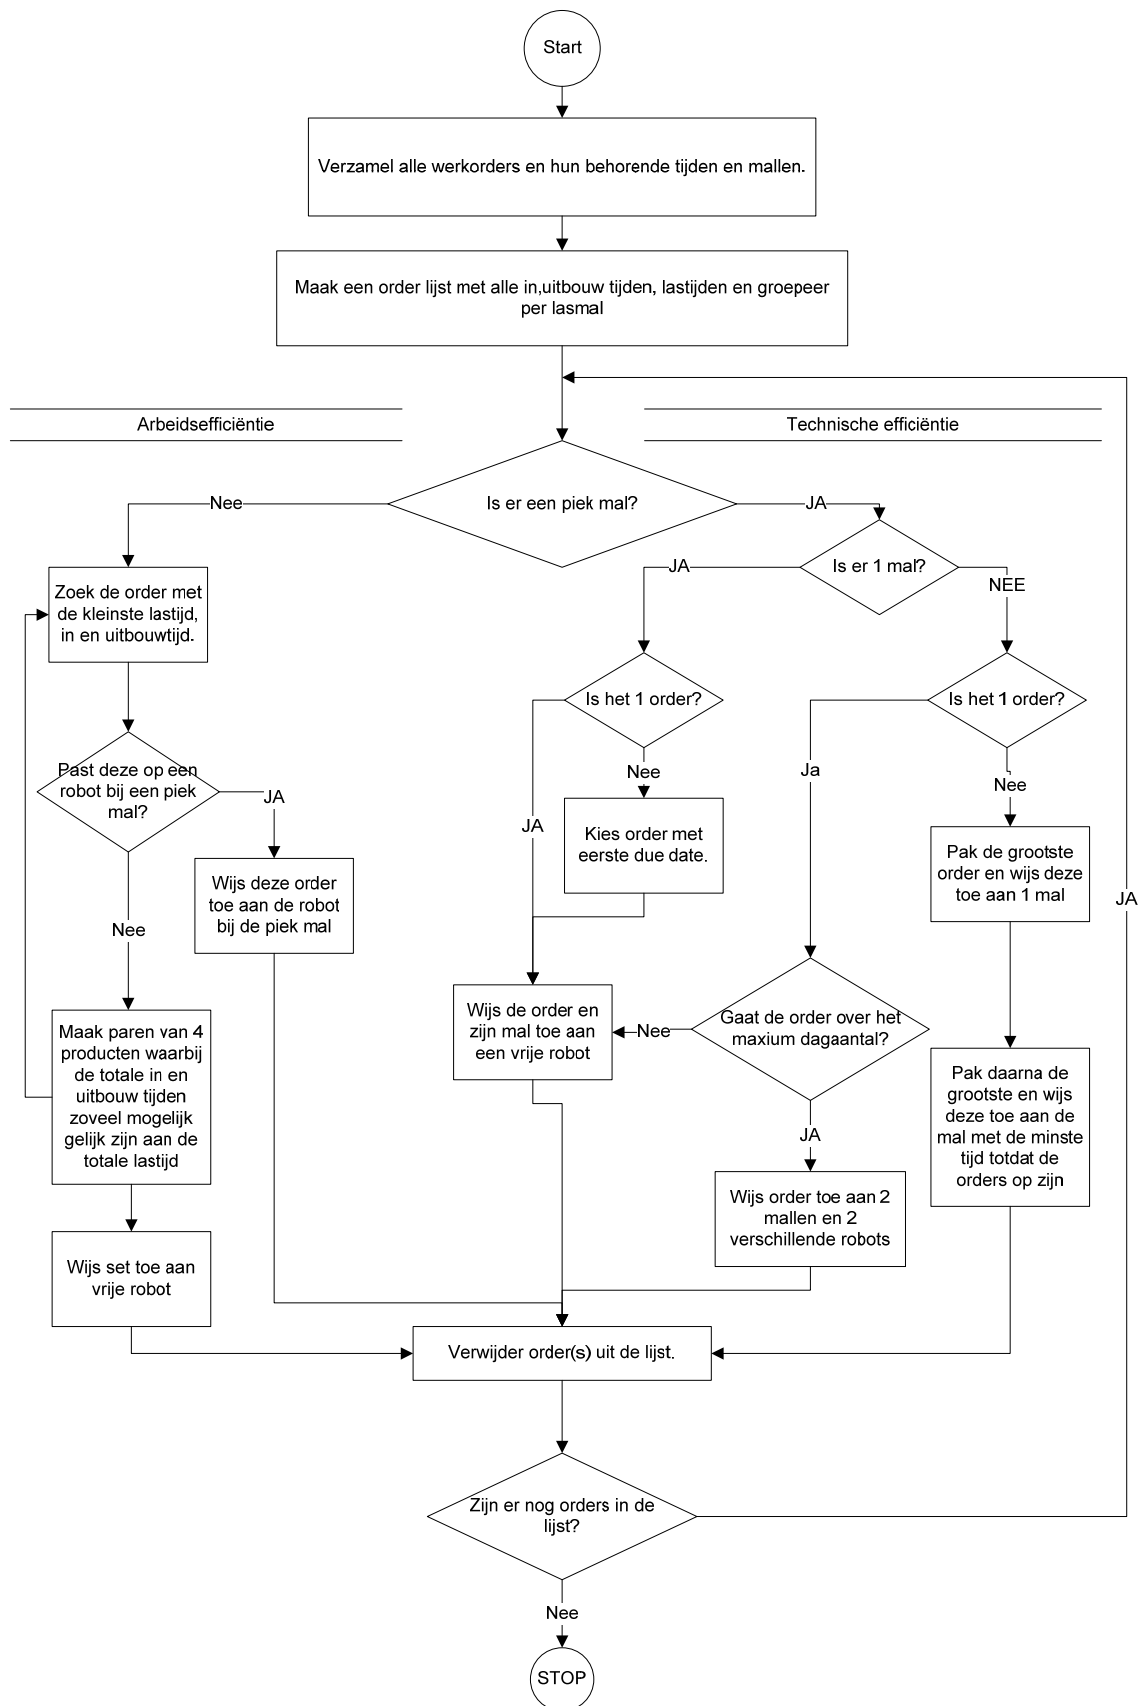 Start
Verzamel alle werkorders en hun behorende tijden en mallen.
Maak een order lijst met alle in,uitbouw tijden, lastijden en groepeer
per lasmal
Arbeidsefficiëntie
Technische efficiëntie
Is er een piek mal?
Nee
JA
Is er 1 mal?
JA
NEE
Zoek de order met
de kleinste lastijd,
in en uitbouwtijd.
Is het 1 order?
Is het 1 order?
Past deze op een
robot bij een piek
mal?
JA
Nee
Ja
Nee
JA
Kies order met
eerste due date.
Pak de grootste
order en wijs deze
toe aan 1 mal
Wijs deze order
toe aan de robot
bij de piek mal
JA
Nee
Maak paren van 4
producten waarbij
de totale in en
uitbouw tijden
zoveel mogelijk
gelijk zijn aan de
totale lastijd
Wijs de order en
zijn mal toe aan
een vrije robot
Nee
Gaat de order over het
maxium dagaantal?
Pak daarna de
grootste en wijs
deze toe aan de
mal met de minste
tijd totdat de
orders op zijn
JA
Wijs order toe aan 2
mallen en 2
verschillende robots
Wijs set toe aan
vrije robot
Verwijder order(s) uit de lijst.
Zijn er nog orders in de
lijst?
Nee
STOP